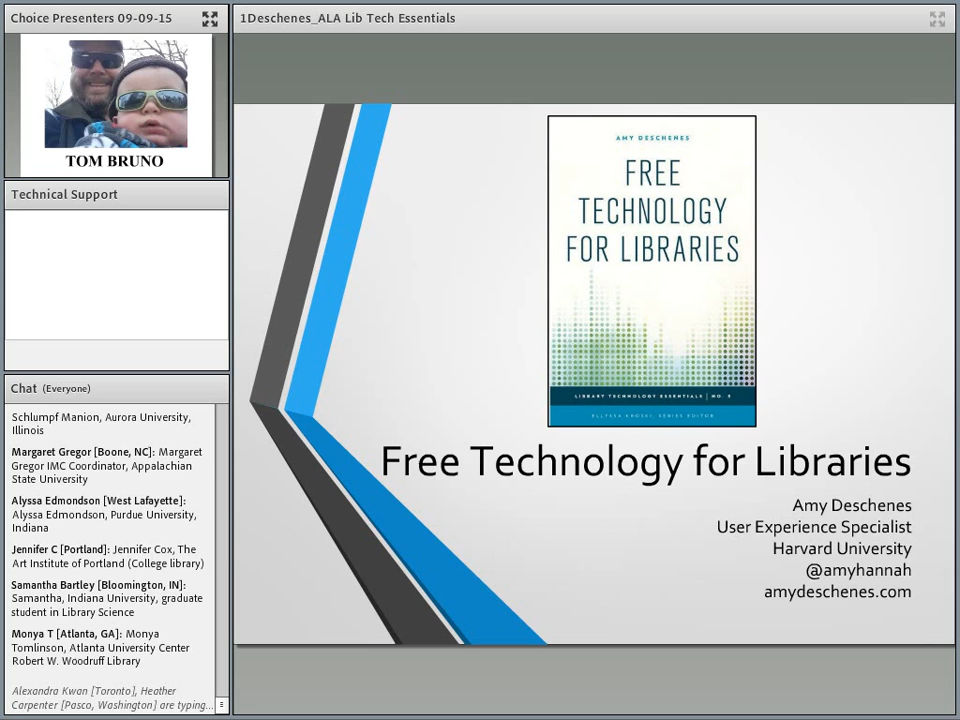 Choice Presenters 09-09-15
TOM BRUNO
Technical Support
Chat (Everyone)
Schlumpf Manion, Aurora University,
Illinois
Margaret Gregor [Boone, NC]: Margaret
Gregor IMC Coordinator, Appalachian
State University
Alyssa Edmondson [West Lafayette]:
Alyssa Edmondson, Purdue University,
Indiana
Jennifer C [Portland]: Jennifer Cox, The
Art Institute of Portland (College library)
Samantha Bartley [Bloomington, IN]:
Samantha, Indiana University, graduate
student in Library Science
Monya T [Atlanta, GA]: Monya
Tomlinson, Atlanta University Center
Robert W. Woodruff Library
Alexandra Kwan [Toronto], Heather
Carpenter [Pasco, Washington] are typing...
1Deschenes_ALA Lib Tech Essentials
AMY DESCHENES
FREE
TECHNOLOGY
FOR LIBRARIES
LIBRARY TECHNOLOGY ESSENTIALS | NO.
ELLYSSA KROSKI, SERIES EDITOR
Free Technology for Libraries
Amy Deschenes
User Experience Specialist
Harvard University
@amyhannah
amydeschenes.com